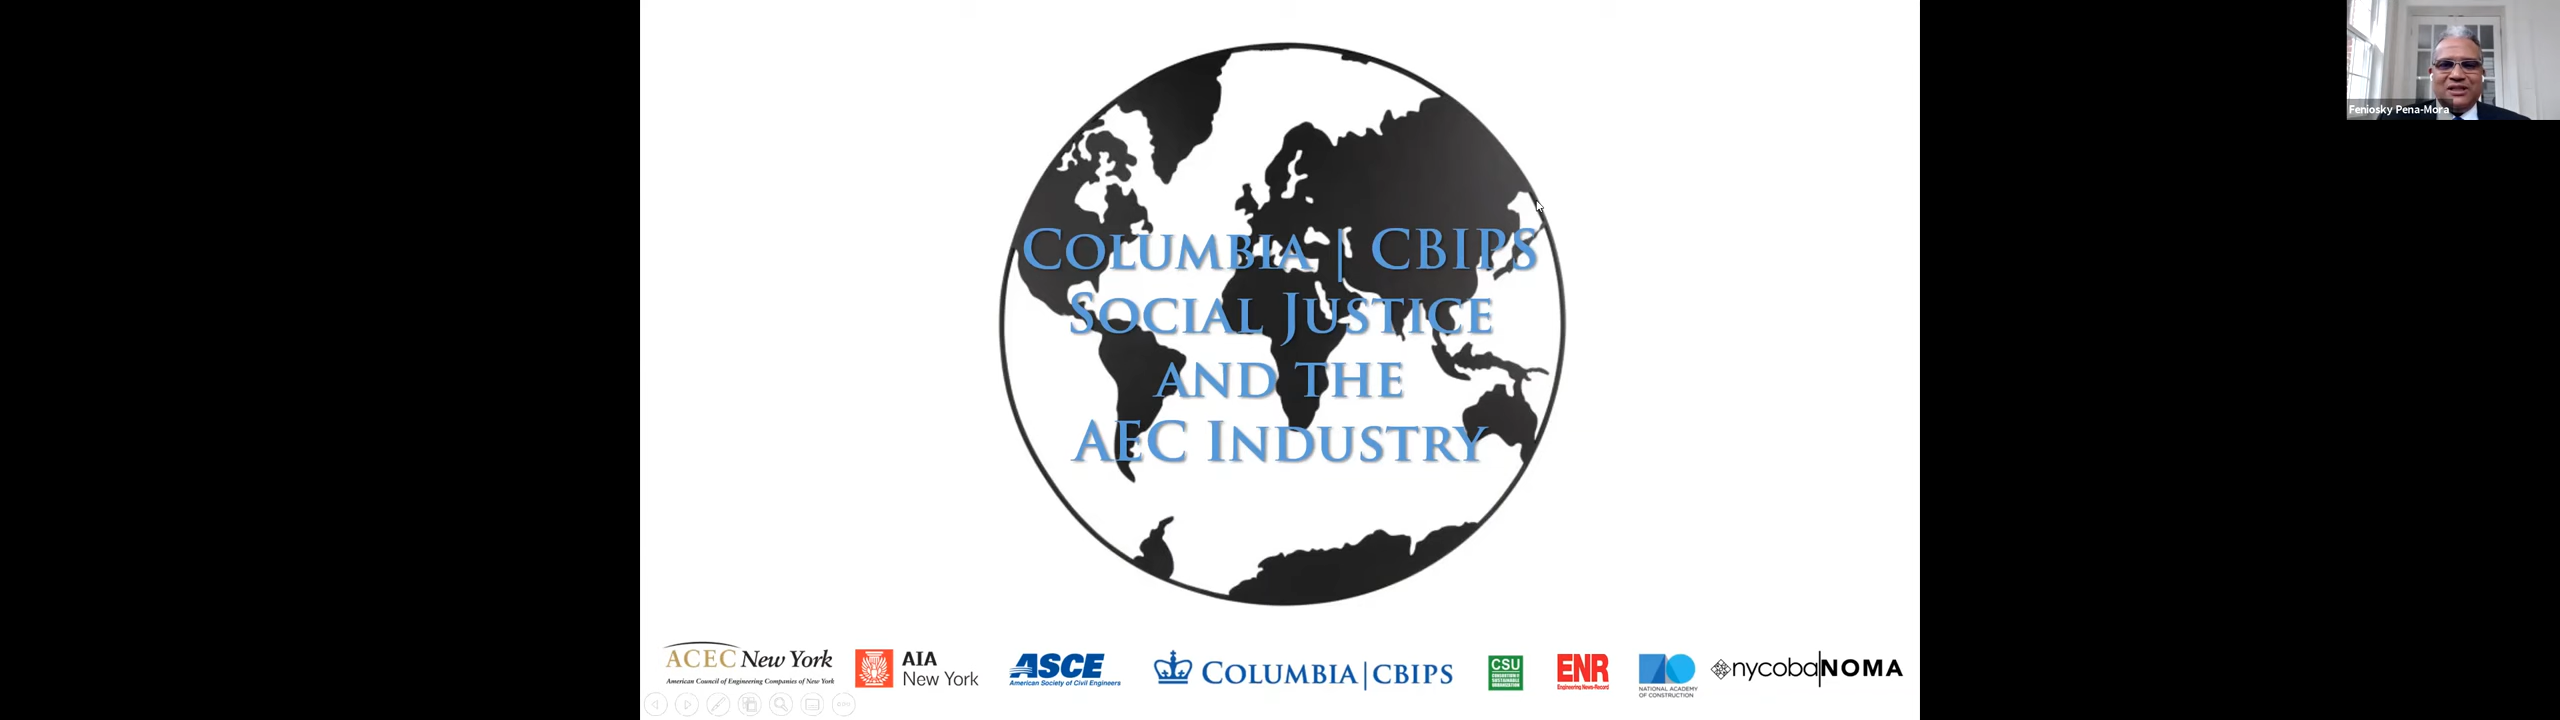 Feniosky Pena-Mora
COLUMBIA | CBIPS
SOCIAL JUSTICE
AND THE
AEC INDUSTRY
ACEC New York
American Council of Engineering Companies of New York
AIA
New York
ASCE
American Society of Civil Engineers
COLUMBIA | CBIPS
CSU
ENR
Engineering News-Record
NATIONAL ACADEMY
OF CONSTRUCTION
nycoba|NOMA